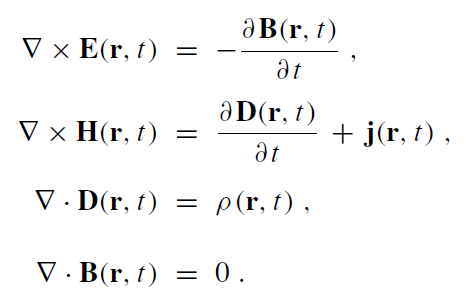 ∇ × E(r, t) = −∂B(r, t)/∂t ,
∇ × H(r, t) = ∂D(r, t)/∂t + j(r, t) ,
∇ · D(r, t) = ρ(r, t) ,
∇ · B(r, t) = 0 .